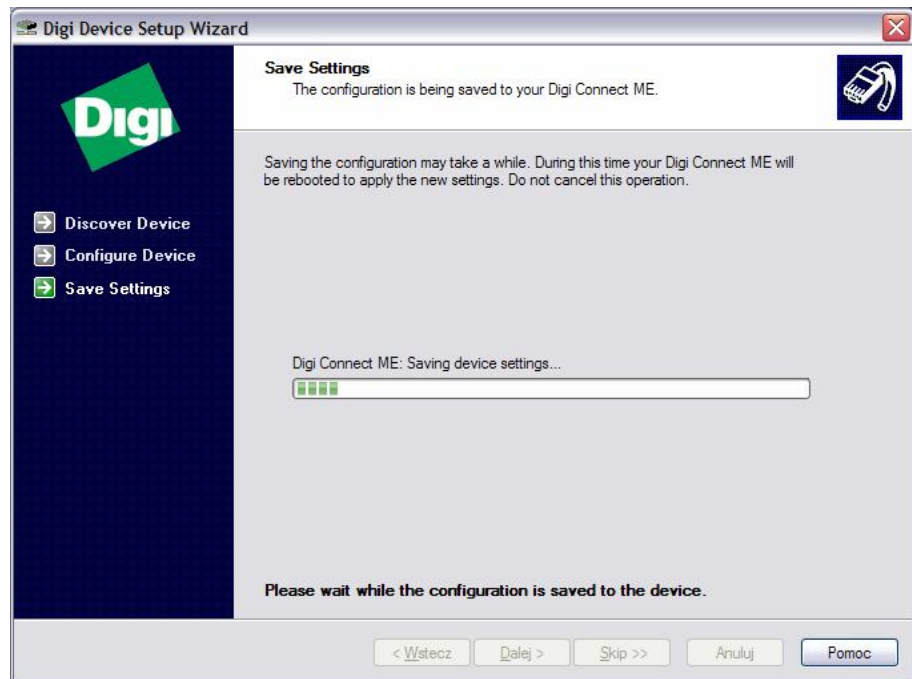 Digi Device Setup Wizard
Digi
Discover Device
Configure Device
Save Settings
Save Settings
The configuration is being saved to your Digi Connect ME.
Saving the configuration may take a while. During this time your Digi Connect ME will
be rebooted to apply the new settings. Do not cancel this operation.
Digi Connect ME: Saving device settings...
Please wait while the configuration is saved to the device.
< Wstecz
Dalej >
Skip >>
Anuluj
Pomoc